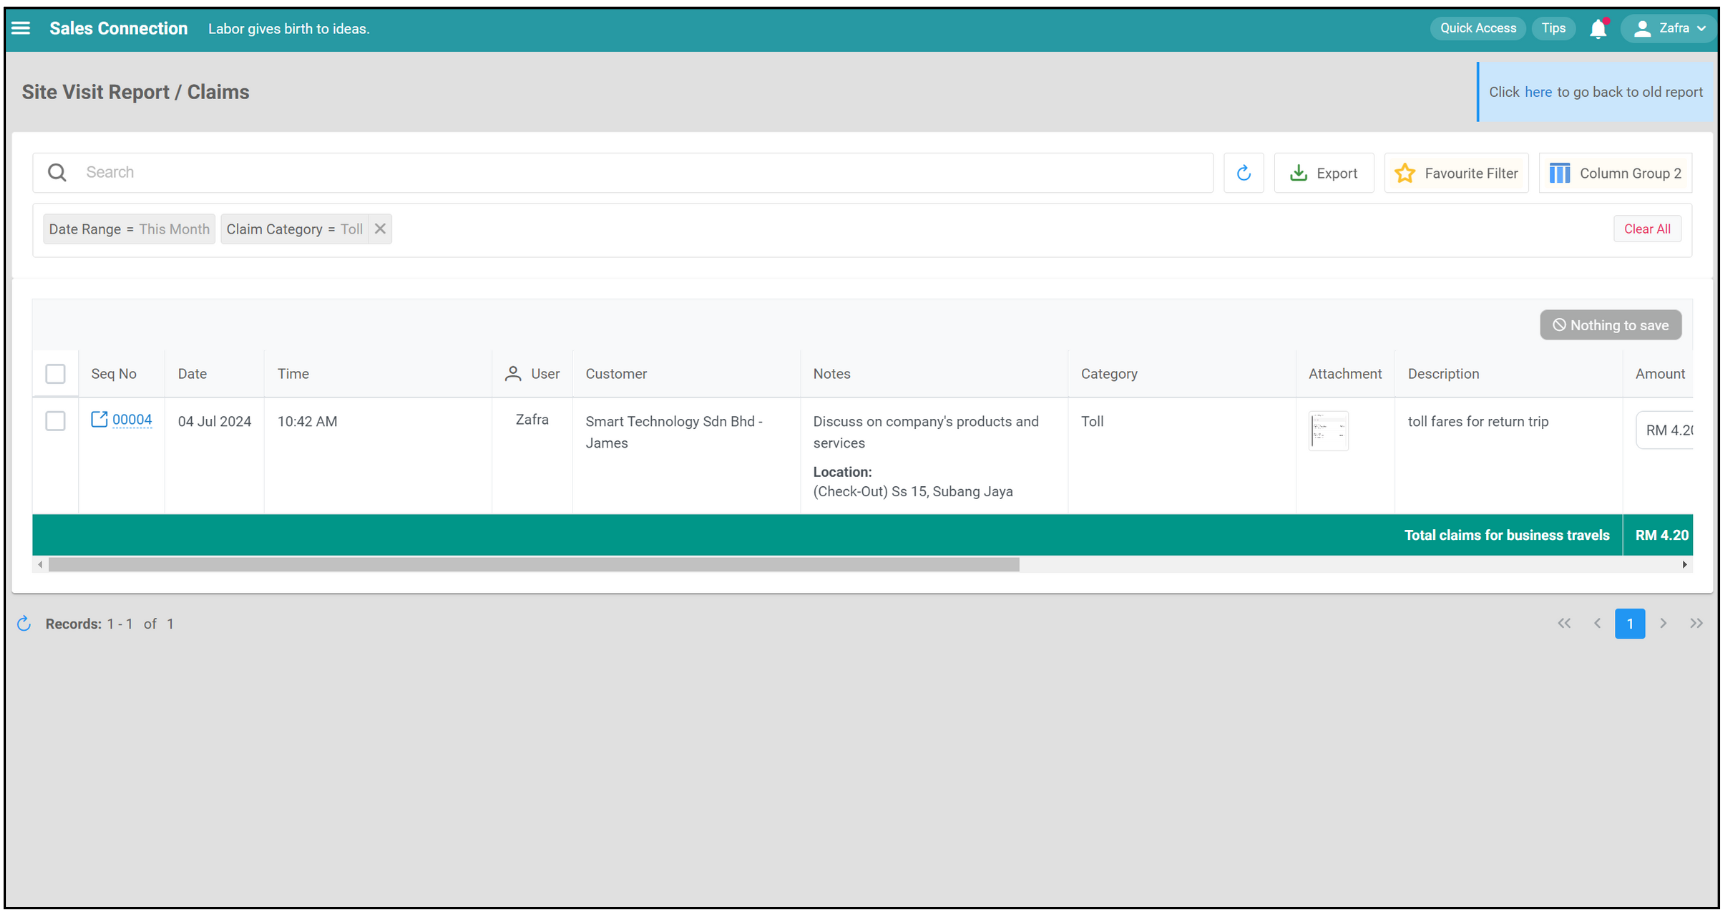 Sales Connection Labor gives birth to ideas. Quick Access Tips Zafra
Site Visit Report / Claims
Click here to go back to old report
Search Export Favourite Filter Column Group 2
Date Range = This Month Claim Category = Toll Clear All
Nothing to save
Seq No Date Time User Customer Notes Category Attachment Description Amount
00004 04 Jul 2024 10:42 AM Zafra Smart Technology Sdn Bhd - Discuss on company's products and Toll toll fares for return trip RM 4.20
James services
Location:
(Check-Out) Ss 15, Subang Jaya
Total claims for business travels RM 4.20
Records: 1 - 1 of 1 1